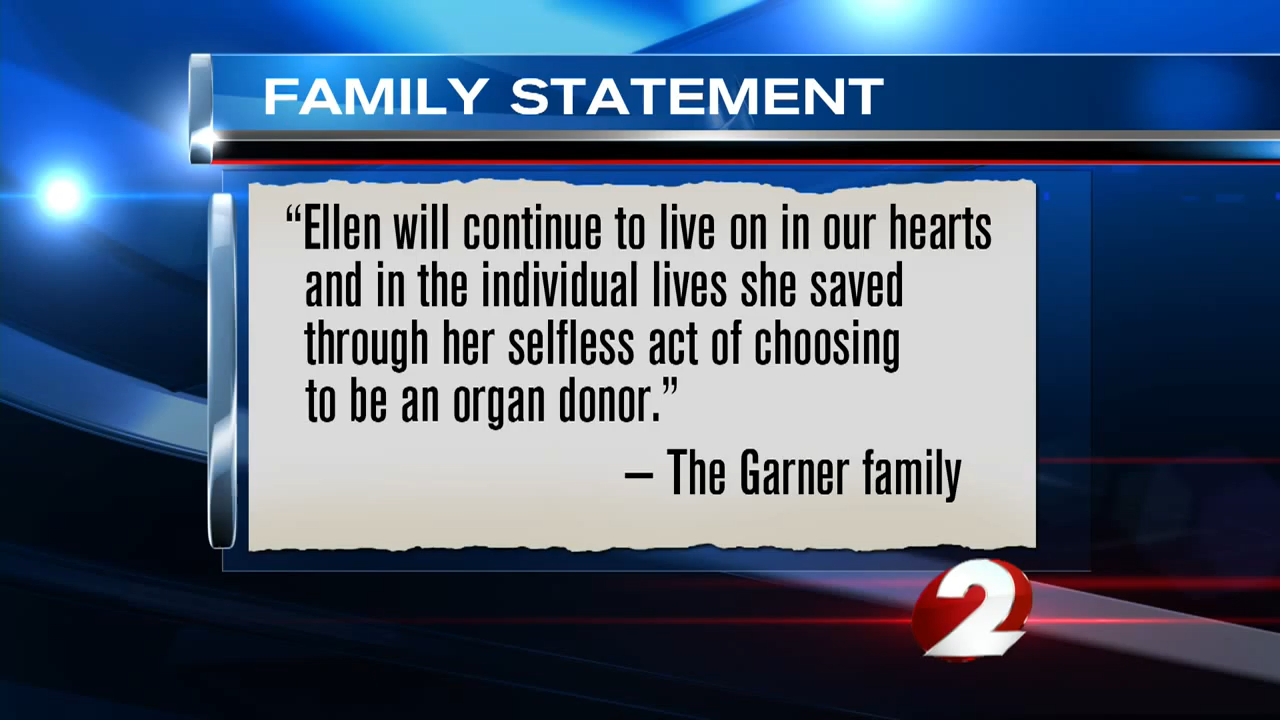 FAMILY STATEMENT
“Ellen will continue to live on in our hearts
and in the individual lives she saved
through her selfless act of choosing
to be an organ donor.”
– The Garner family
2